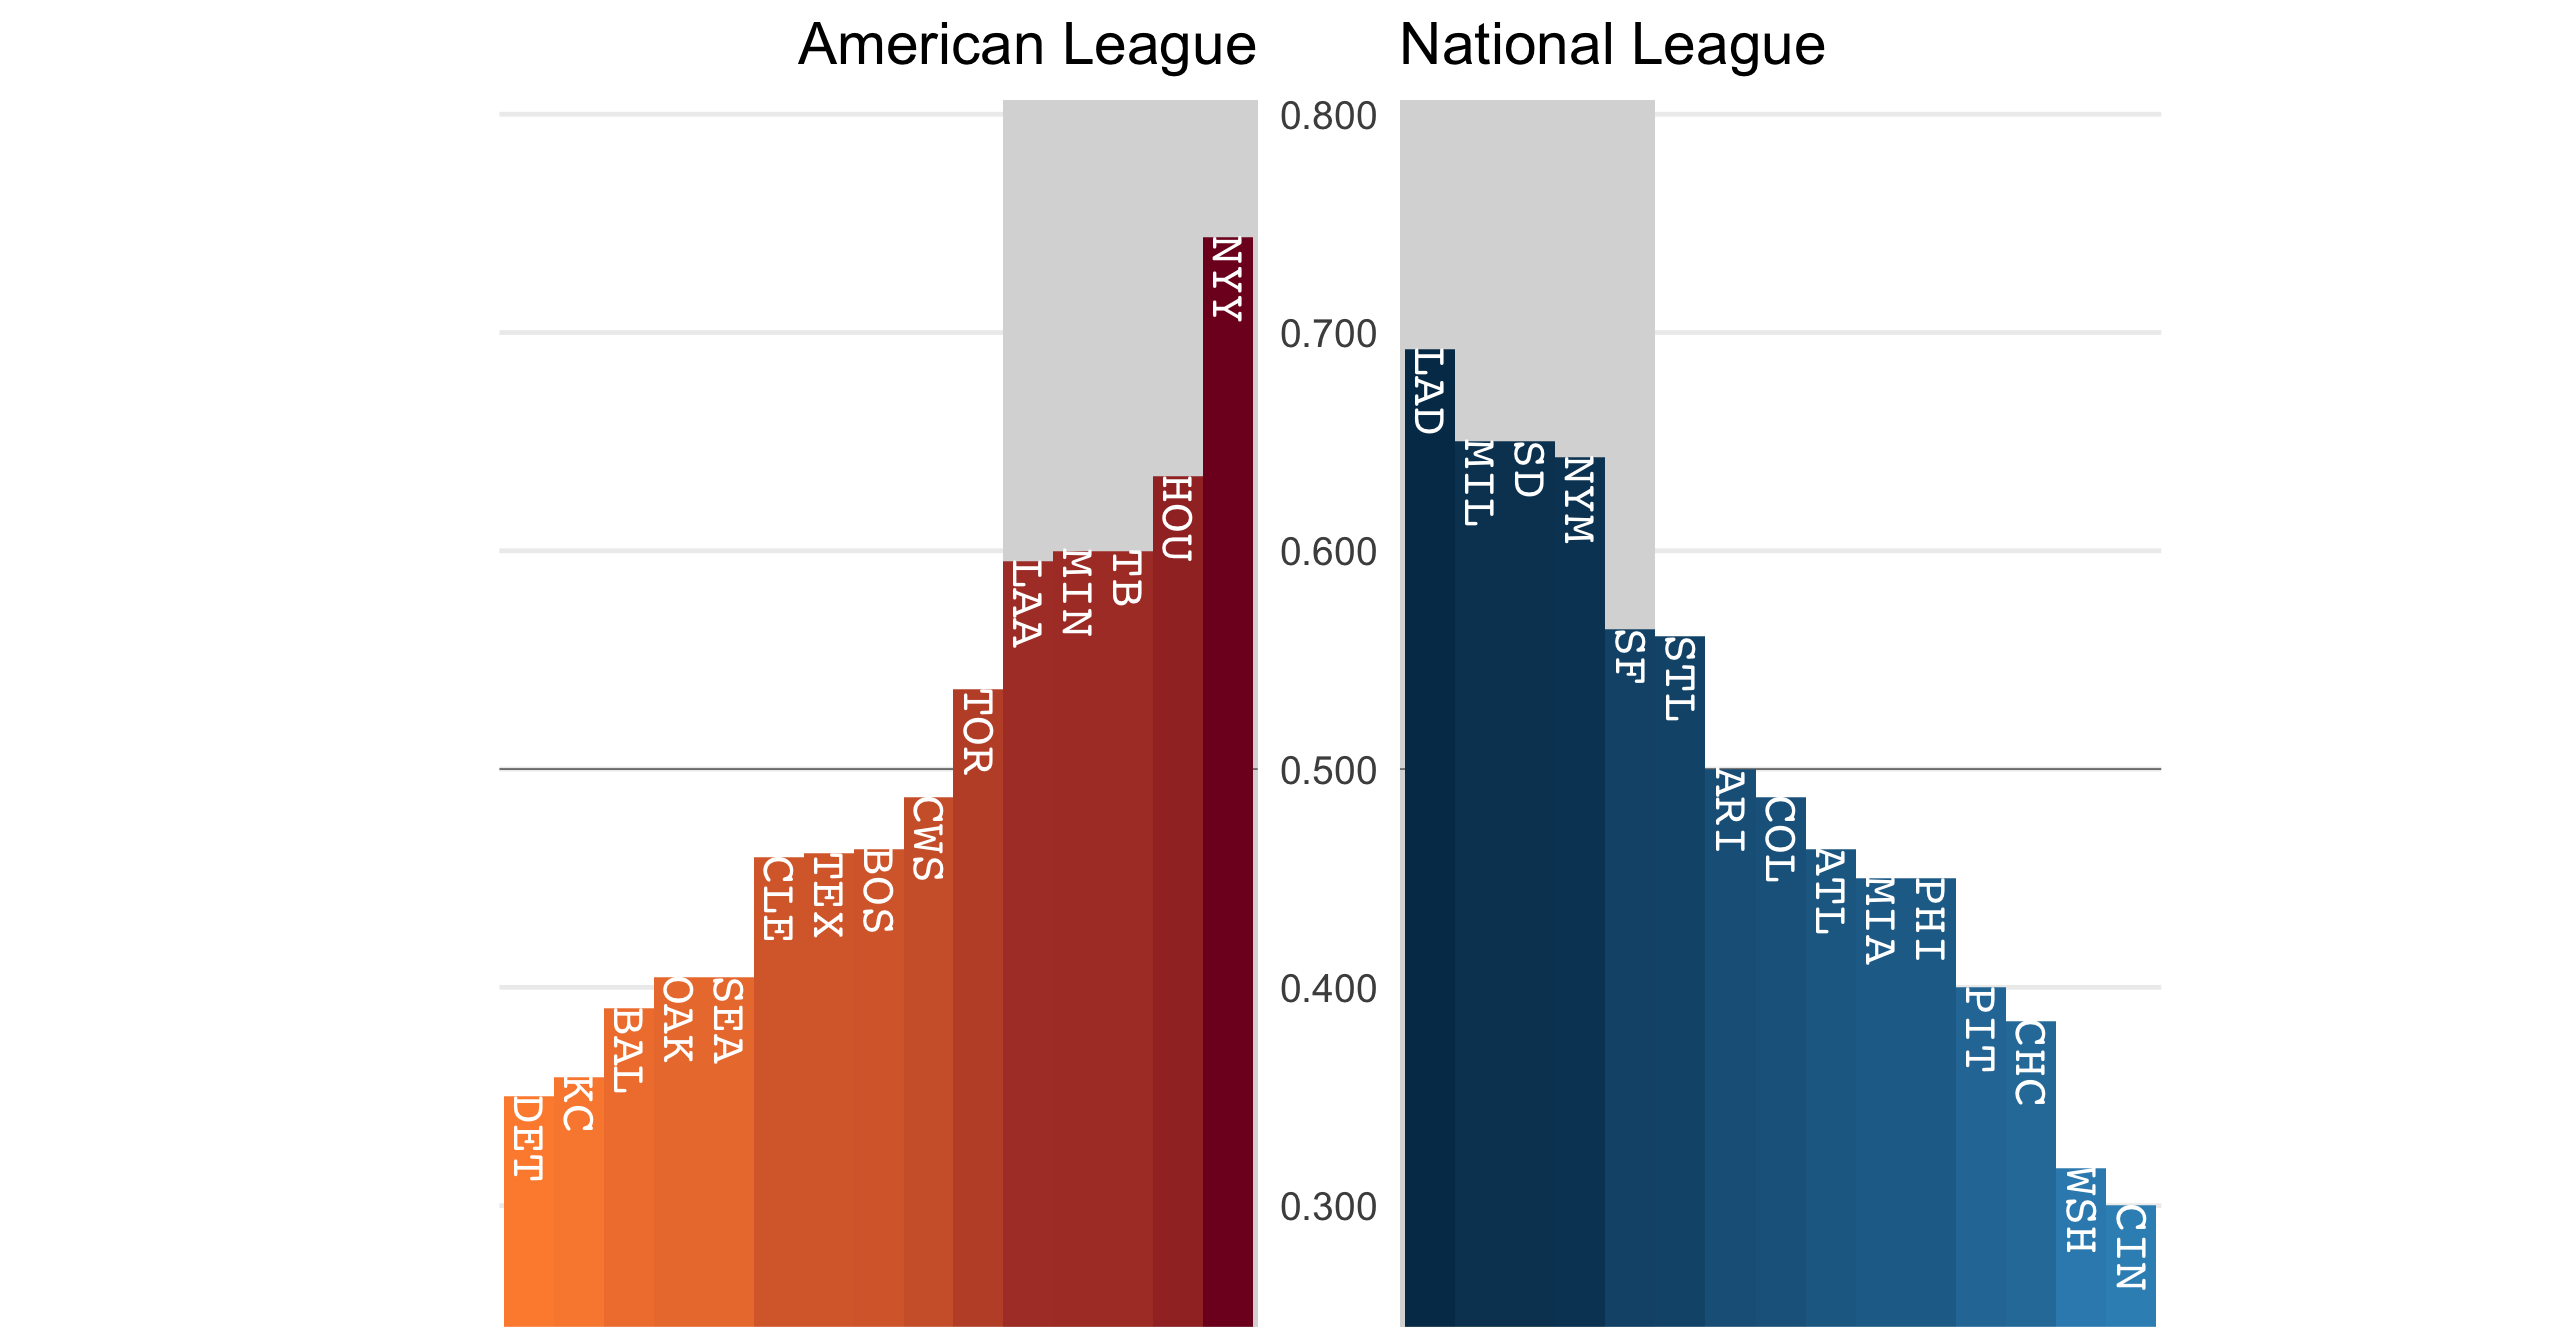 American League
National League
0.800
0.700
0.600
0.500
0.400
0.300
DET
KC
BAL
OAK
SEA
CLE
TEX
BOS
CWS
TOR
LAA
MIN
TB
HOU
NYY
LAD
MIL
SD
NYM
SF
STL
ARI
COL
ATL
MIA
PHI
PIT
CHC
WSH
CIN